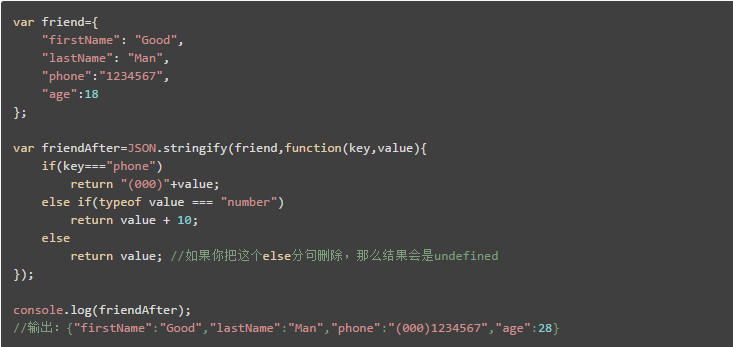 var friend={
    "firstName": "Good",
    "lastName": "Man",
    "phone":"1234567",
    "age":18
};

var friendAfter=JSON.stringify(friend,function(key,value){
    if(key==="phone")
        return "(000)"+value;
    else if(typeof value === "number")
        return value + 10;
    else
        return value; //如果你把这个else分句删除，那么结果会是undefined
});

console.log(friendAfter);
//输出：{"firstName":"Good","lastName":"Man","phone":"(000)1234567","age":28}